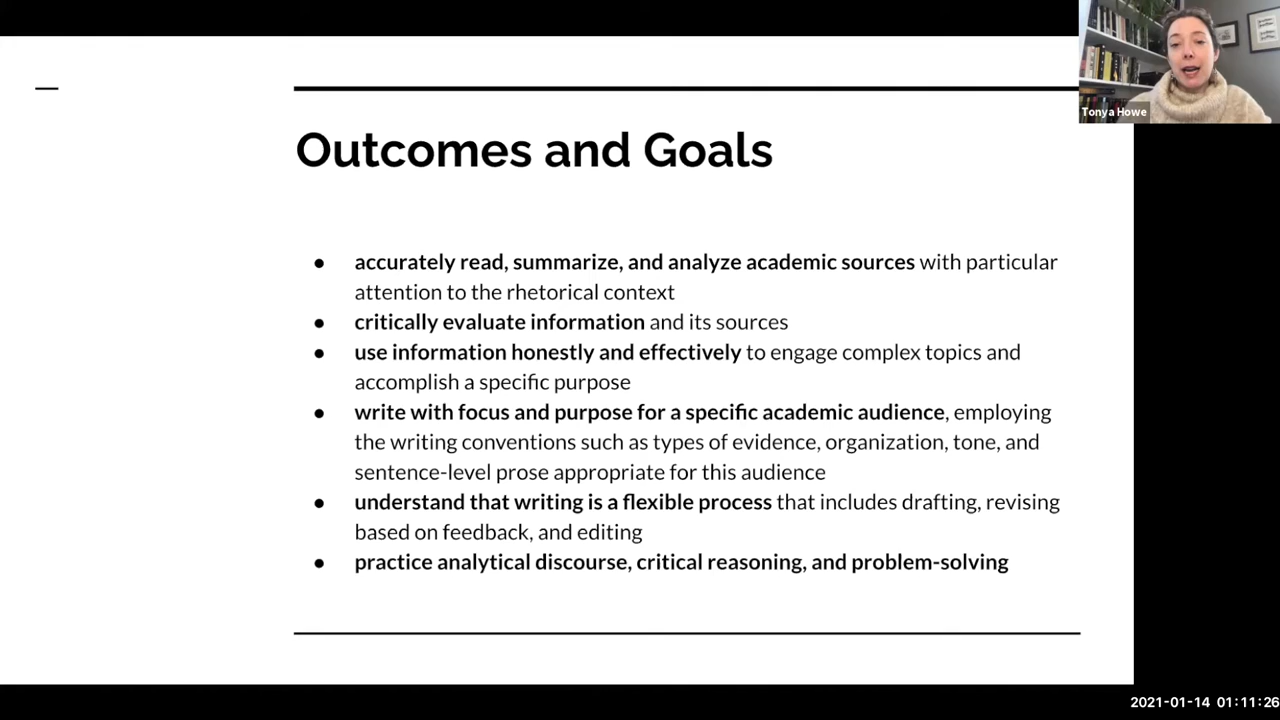 Tonya Howe
Outcomes and Goals
● accurately read, summarize, and analyze academic sources with particular
attention to the rhetorical context
● critically evaluate information and its sources
● use information honestly and effectively to engage complex topics and
accomplish a specific purpose
● write with focus and purpose for a specific academic audience, employing
the writing conventions such as types of evidence, organization, tone, and
sentence-level prose appropriate for this audience
● understand that writing is a flexible process that includes drafting, revising
based on feedback, and editing
● practice analytical discourse, critical reasoning, and problem-solving
2021-01-14 01:11:26